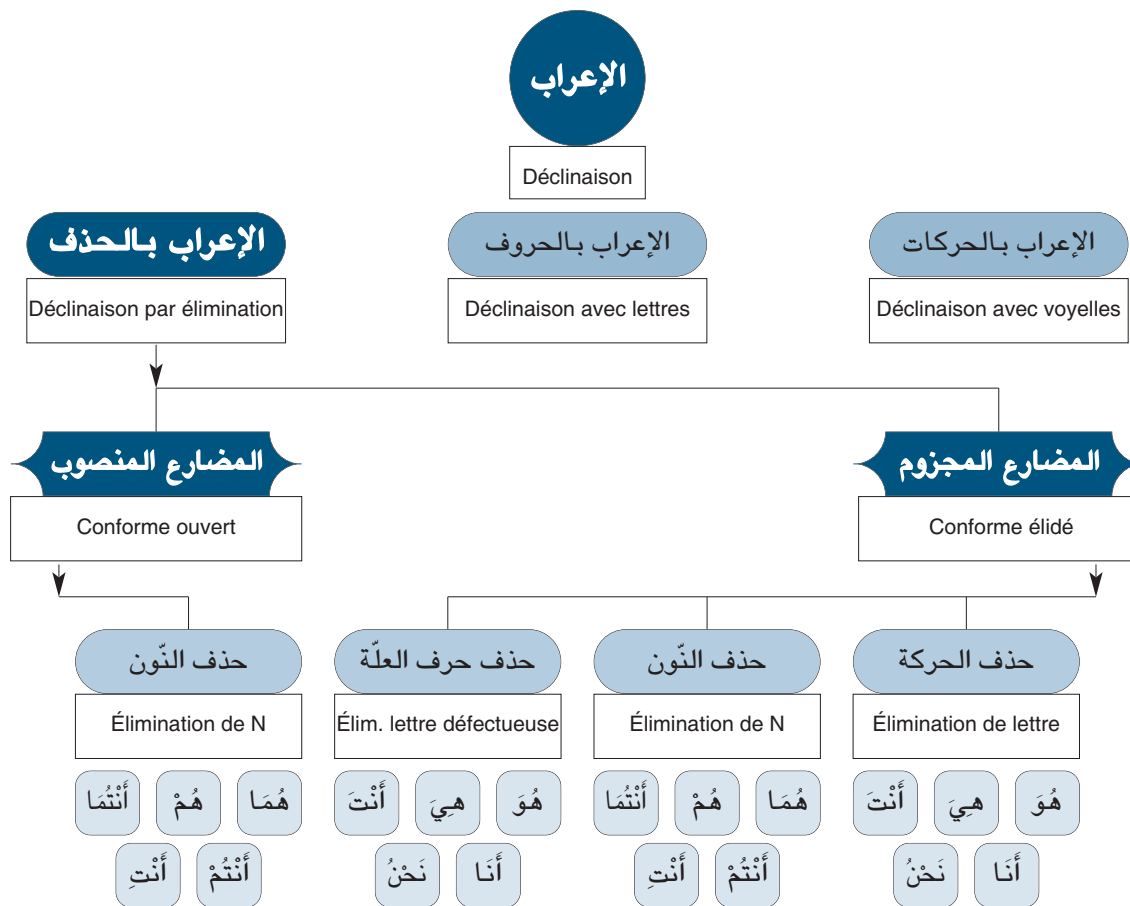 الإعراب
Déclinaison
الإعراب بالحذف
الإعراب بالحروف
الإعراب بالحركات
Déclinaison par élimination
Déclinaison avec lettres
Déclinaison avec voyelles
المضارع المنصوب
المضارع المجزوم
Conforme ouvert
Conforme élidé
حذف النّون
حذف حرف العلّة
حذف النّون
حذف الحركة
Élimination de N
Élim. lettre défectueuse
Élimination de N
Élimination de lettre
هُمَا هُمْ أَنْتُمَا
هُوَ هِيَ أَنْتَ
هُمَا هُمْ أَنْتُمَا
هُوَ هِيَ أَنْتَ
أَنْتُمْ أَنْتِ
أَنَا نَحْنُ
أَنْتُمْ أَنْتِ
أَنَا نَحْنُ